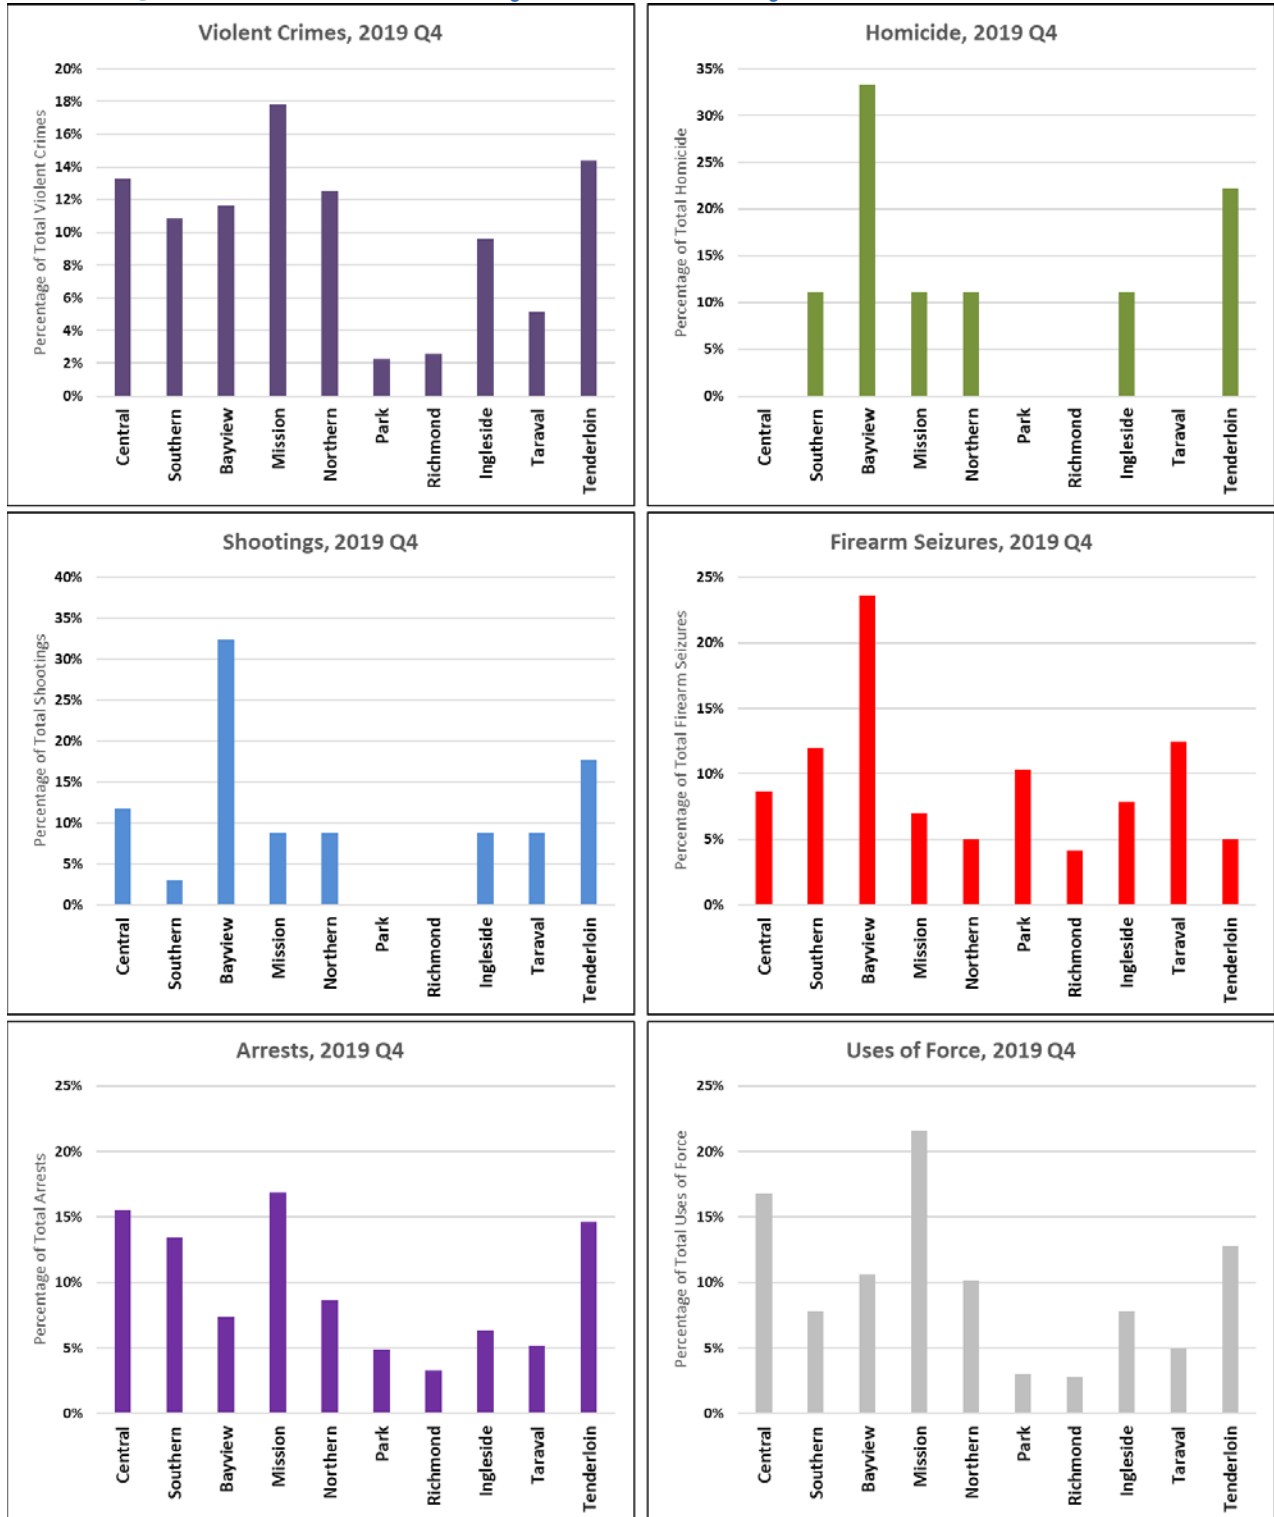 Violent Crimes, 2019 Q4
Percentage of Total Violent Crimes
20%
18%
16%
14%
12%
10%
8%
6%
4%
2%
0%
Central
Southern
Bayview
Mission
Northern
Park
Richmond
Ingleside
Taraval
Tenderloin
Homicide, 2019 Q4
Percentage of Total Homicide
35%
30%
25%
20%
15%
10%
5%
0%
Central
Southern
Bayview
Mission
Northern
Park
Richmond
Ingleside
Taraval
Tenderloin
Shootings, 2019 Q4
Percentage of Total Shootings
40%
35%
30%
25%
20%
15%
10%
5%
0%
Central
Southern
Bayview
Mission
Northern
Park
Richmond
Ingleside
Taraval
Tenderloin
Firearm Seizures, 2019 Q4
Percentage of Total Firearm Seizures
25%
20%
15%
10%
5%
0%
Central
Southern
Bayview
Mission
Northern
Park
Richmond
Ingleside
Taraval
Tenderloin
Arrests, 2019 Q4
Percentage of Total Arrests
25%
20%
15%
10%
5%
0%
Central
Southern
Bayview
Mission
Northern
Park
Richmond
Ingleside
Taraval
Tenderloin
Uses of Force, 2019 Q4
Percentage of Total Uses of Force
25%
20%
15%
10%
5%
0%
Central
Southern
Bayview
Mission
Northern
Park
Richmond
Ingleside
Taraval
Tenderloin